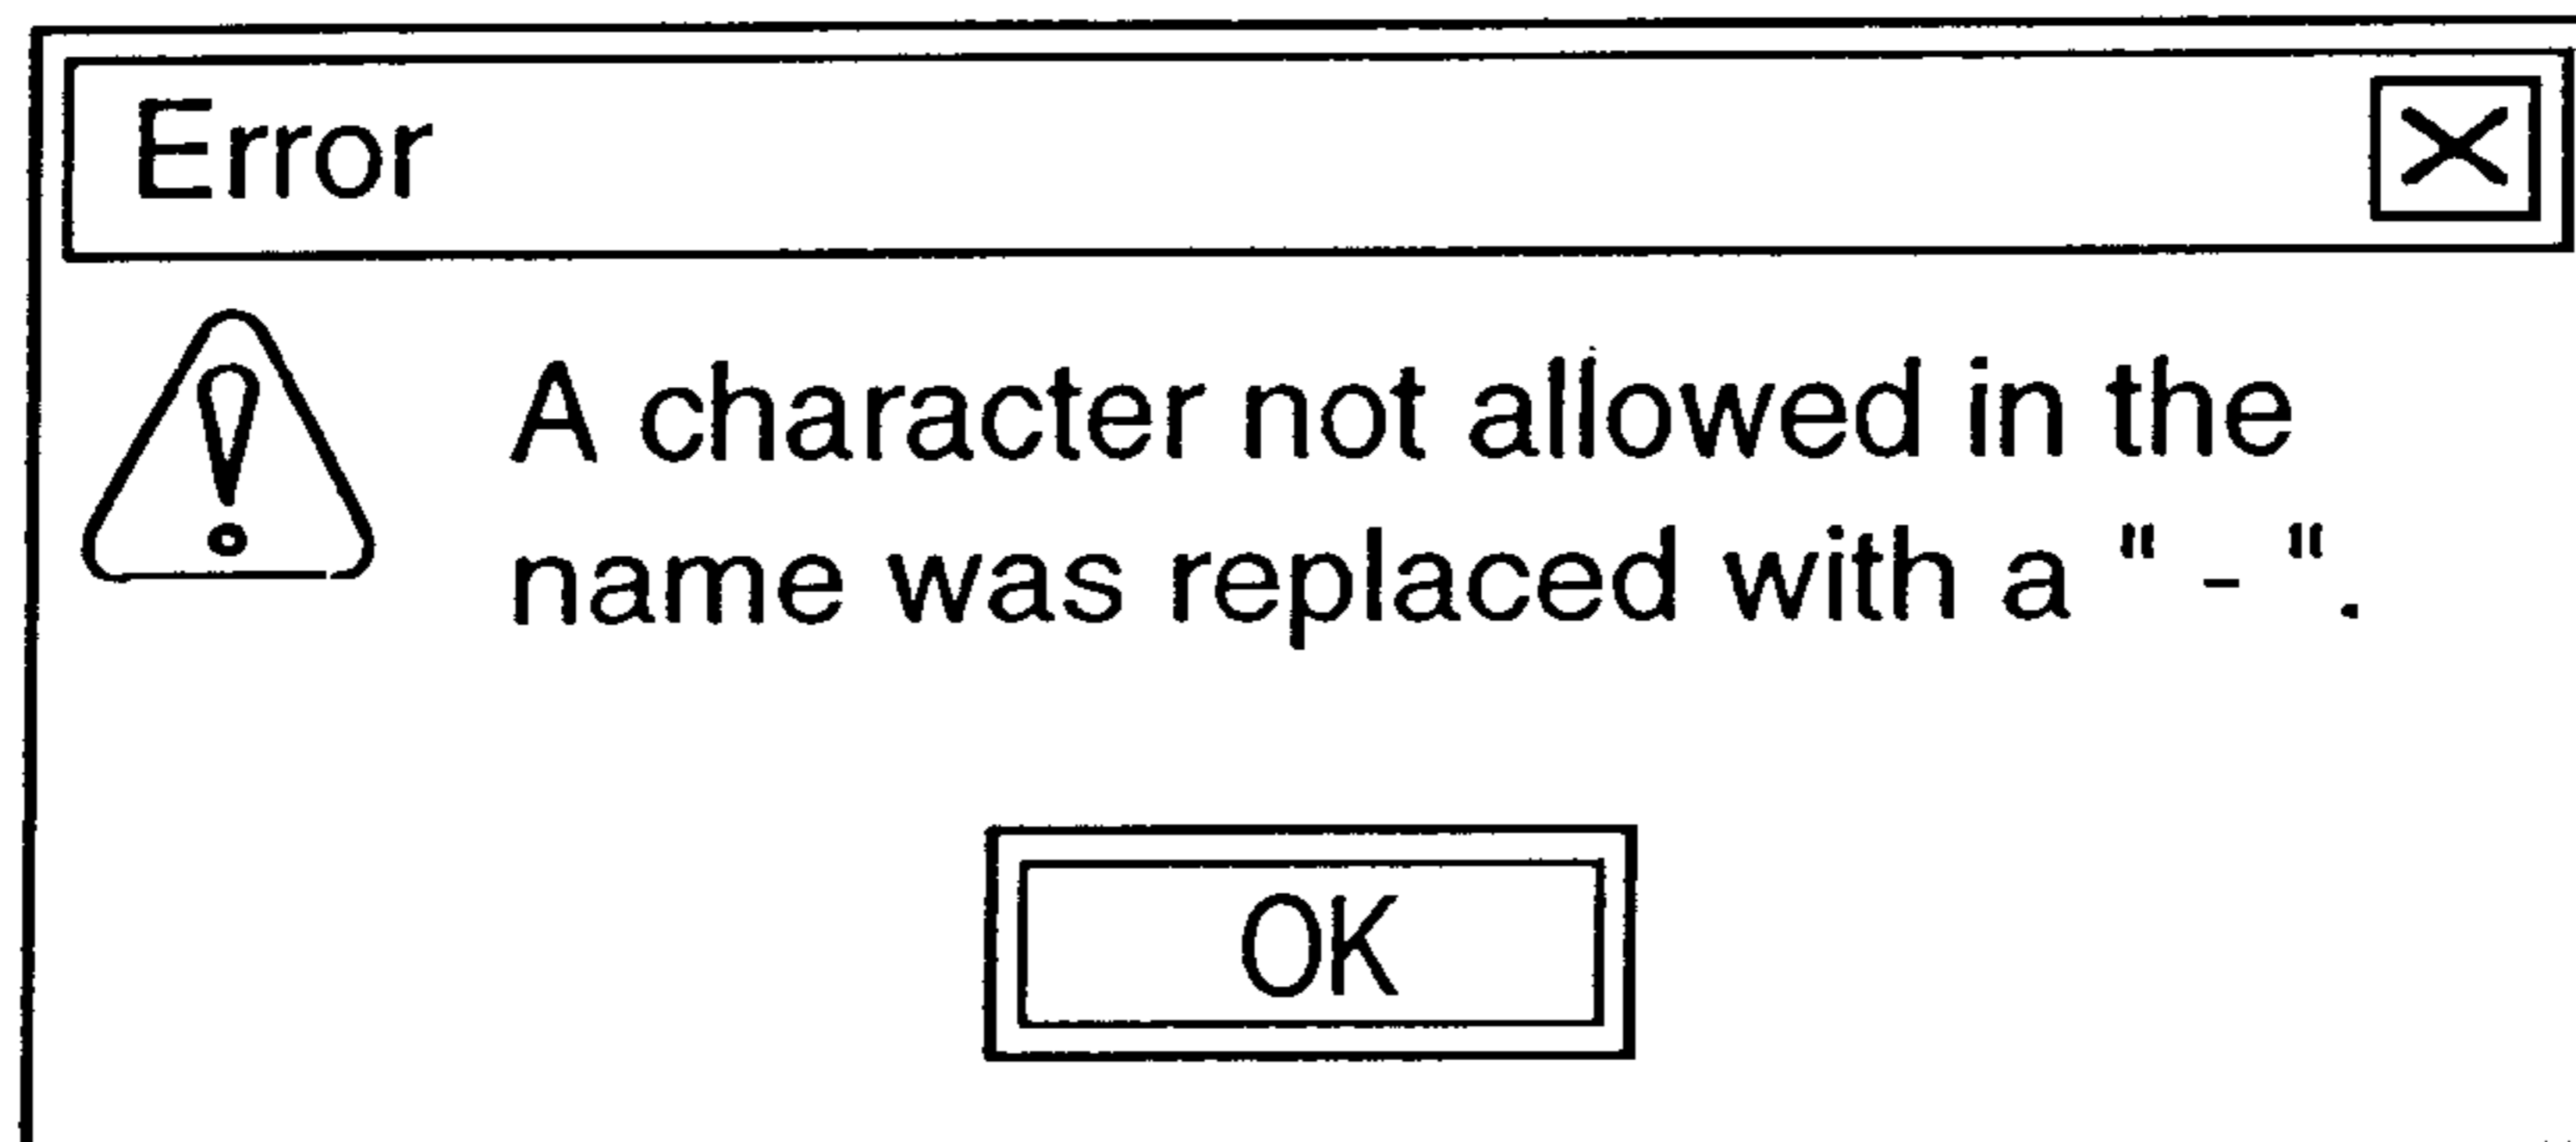 Error
A character not allowed in the
name was replaced with a " - ".
OK